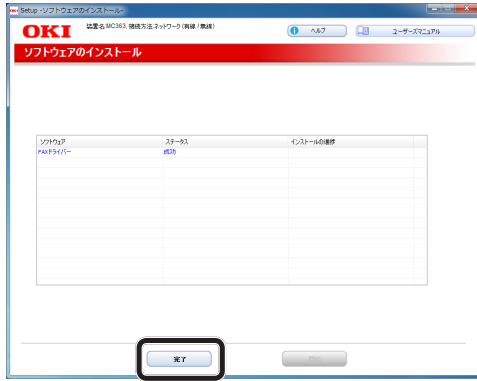 OKI Setup -ソフトウェアのインストール-
OKI
装置名:MC363, 接続方法:ネットワーク(有線/無線)
ヘルプ
ユーザーズマニュアル
ソフトウェアのインストール
ソフトウェア ステータス インストールの進捗
FAXドライバー 成功
完了